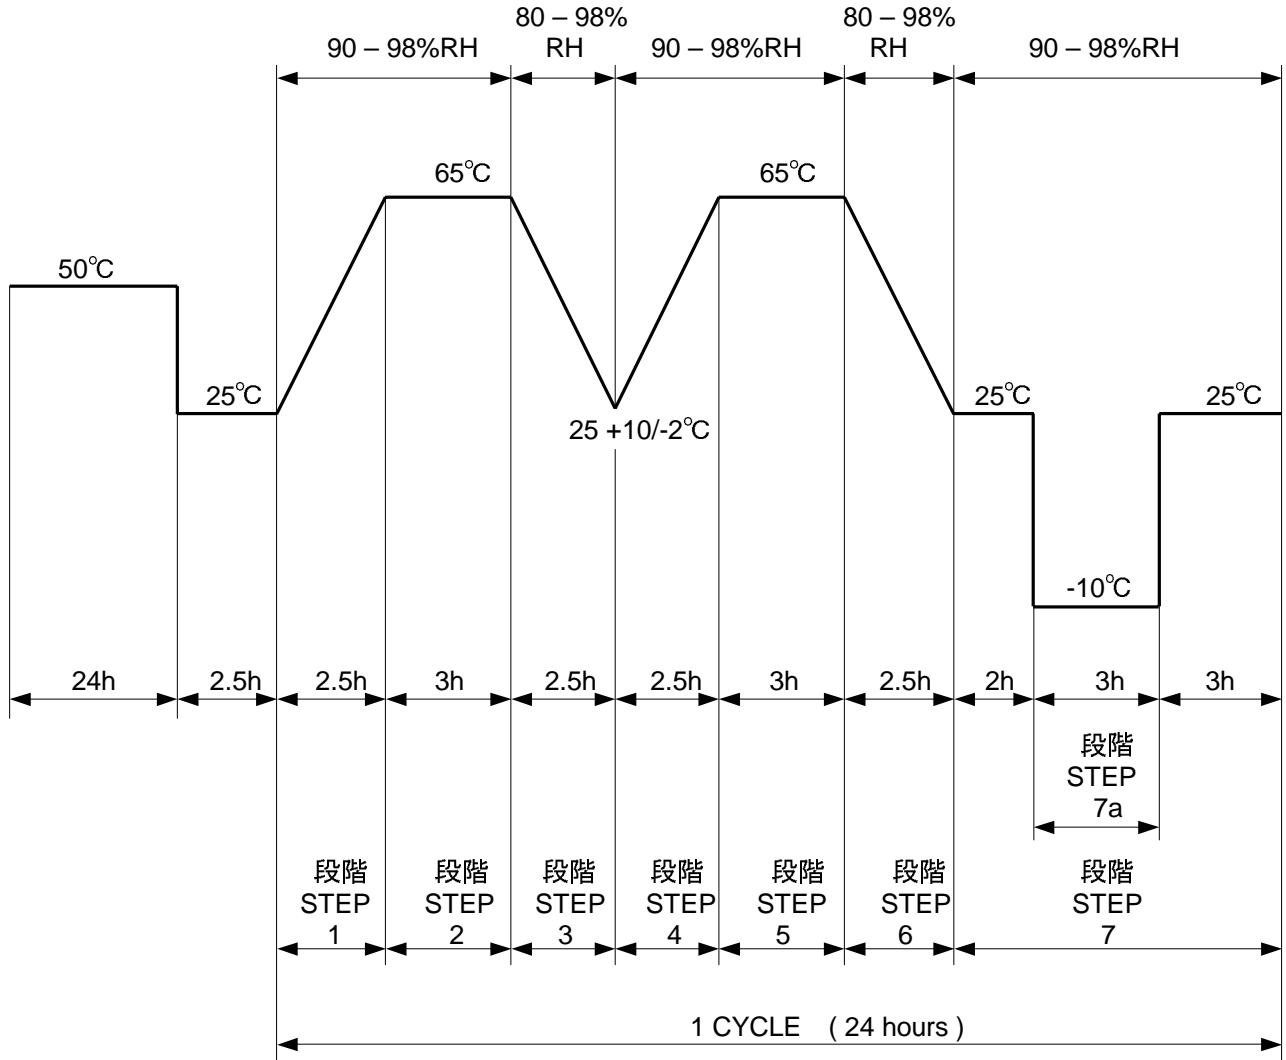 80 – 98%
80 – 98%
90 – 98%RH
RH
90 – 98%RH
RH
90 – 98%RH
65℃
65℃
50℃
25℃
25℃
25℃
25 +10/-2℃
-10℃
24h
2.5h
2.5h
3h
2.5h
2.5h
3h
2.5h
2h
3h
3h
段階
STEP
7a
段階
STEP
1
段階
STEP
2
段階
STEP
3
段階
STEP
4
段階
STEP
5
段階
STEP
6
段階
STEP
7
1 CYCLE ( 24 hours )